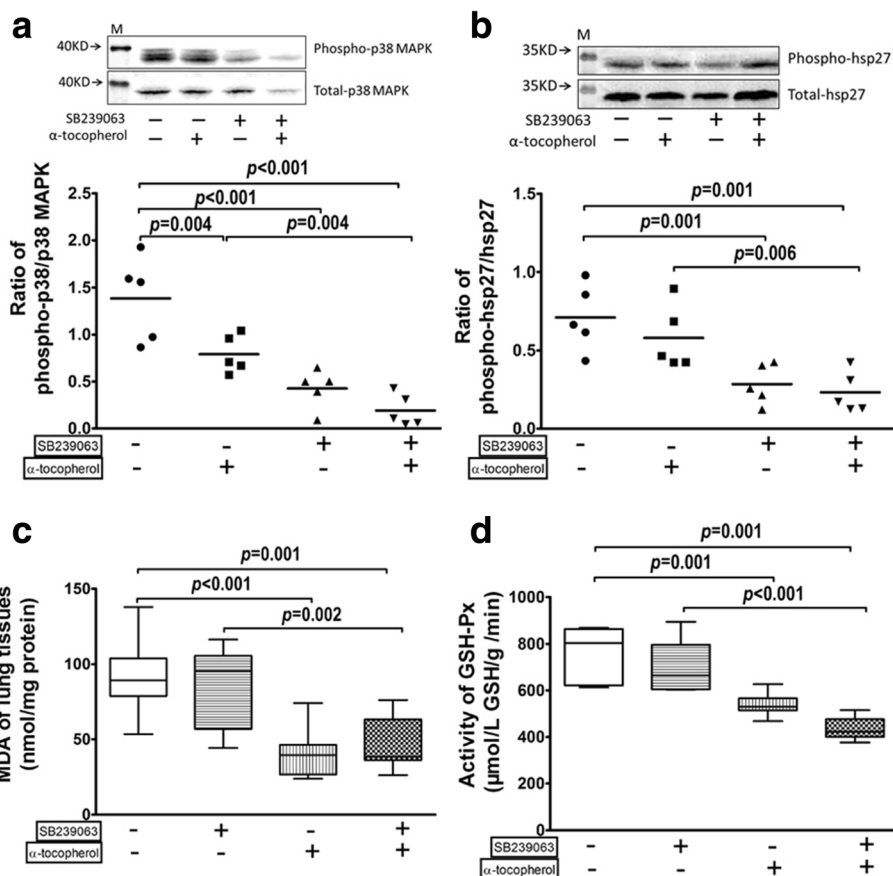 a
M
40KD→
Phospho-p38 MAPK
40KD→
Total-p38 MAPK
SB239063 − − + +
α-tocopherol − + − +
p<0.001
p<0.001
p=0.004 p=0.004
2.5
2.0
1.5
1.0
0.5
0.0
Ratio of
phospho-p38/p38 MAPK
SB239063 - - + +
α-tocopherol - + - +
b
M
35KD→
Phospho-hsp27
35KD→
Total-hsp27
SB239063 − − + +
α-tocopherol − + − +
p=0.001
p=0.001
p=0.006
1.5
1.0
0.5
0.0
Ratio of
phospho-hsp27/hsp27
SB239063 - - + +
α-tocopherol - + - +
c
p=0.001
p<0.001
p=0.002
150
100
50
0
MDA of lung tissues
(nmol/mg protein)
SB239063 - + - +
α-tocopherol - - + +
d
p=0.001
p=0.001
p<0.001
1000
800
600
400
200
0
Activity of GSH-Px
(µmol/L GSH/g /min)
SB239063 - + - +
α-tocopherol - - + +